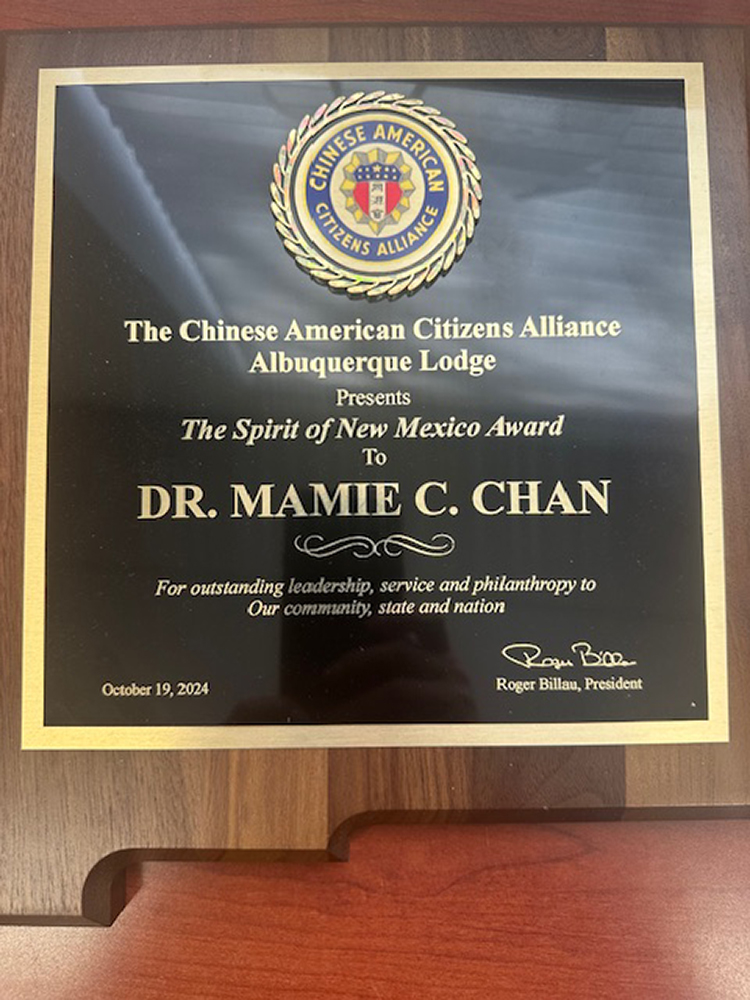 CHINESE AMERICAN
CITIZENS ALLIANCE
The Chinese American Citizens Alliance
Albuquerque Lodge
Presents
The Spirit of New Mexico Award
To
DR. MAMIE C. CHAN
For outstanding leadership, service and philanthropy to
Our community, state and nation
Roger Billau
October 19, 2024
Roger Billau, President